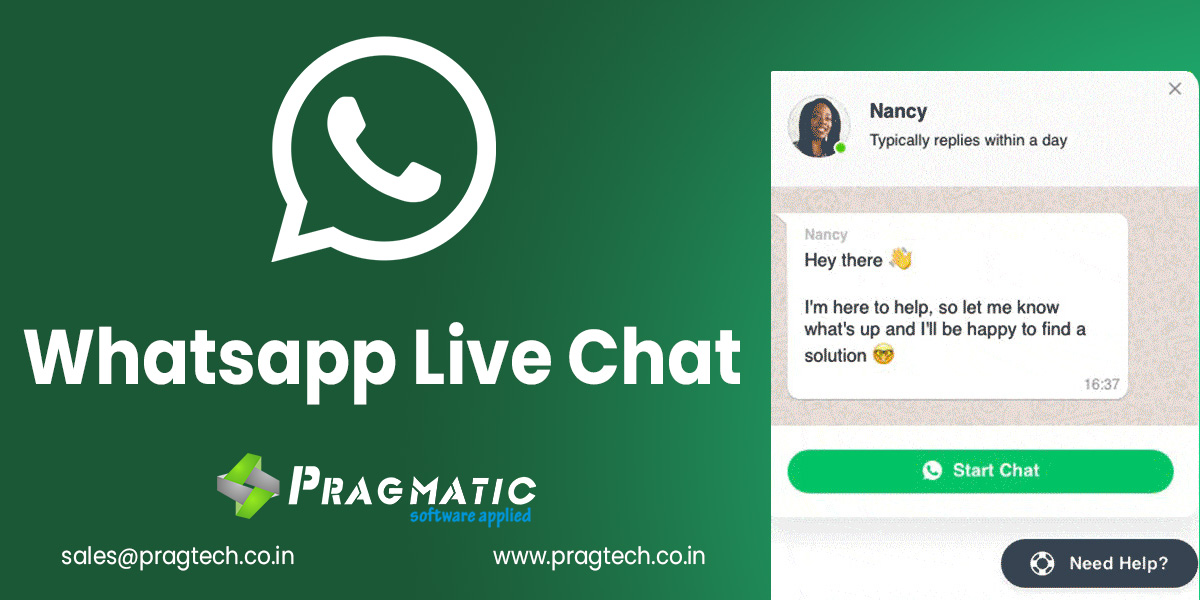 Whatsapp Live Chat
PRAGMATIC
software applied
sales@pragtech.co.in
www.pragtech.co.in
Nancy
Typically replies within a day
Nancy
Hey there 👋
I'm here to help, so let me know
what's up and I'll be happy to find a
solution 🤓
16:37
Start Chat
Need Help?